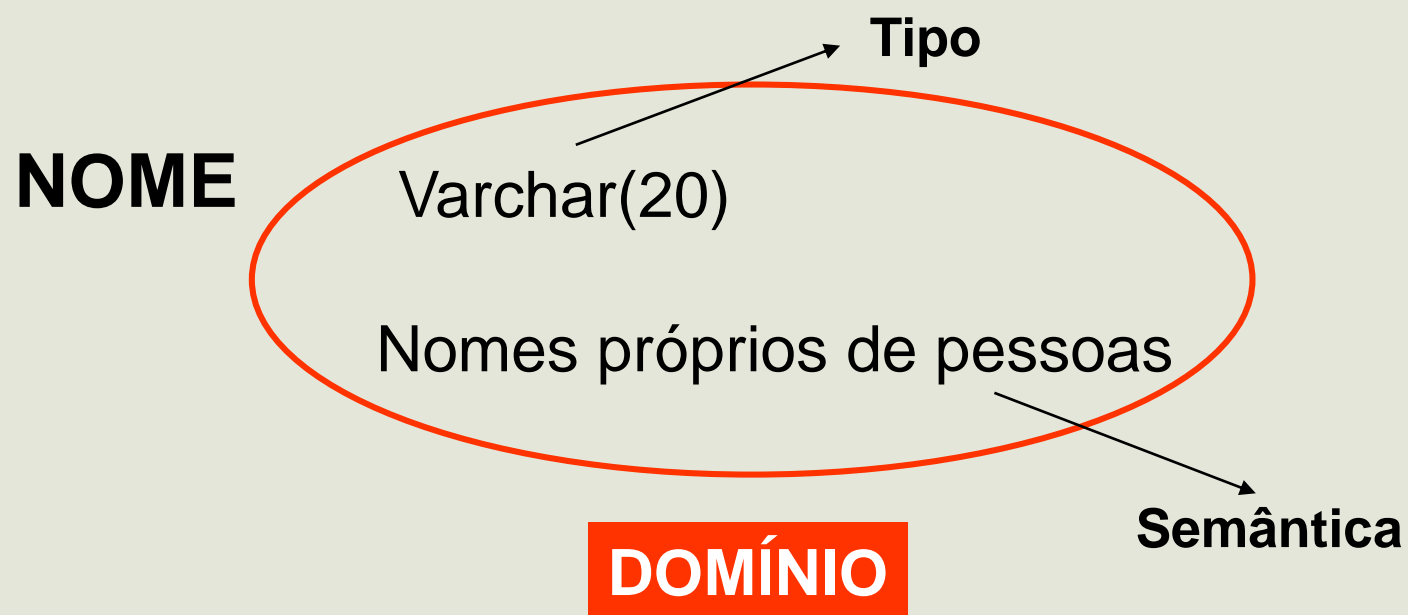 Tipo
NOME
Varchar(20)
Nomes próprios de pessoas
Semântica
DOMÍNIO